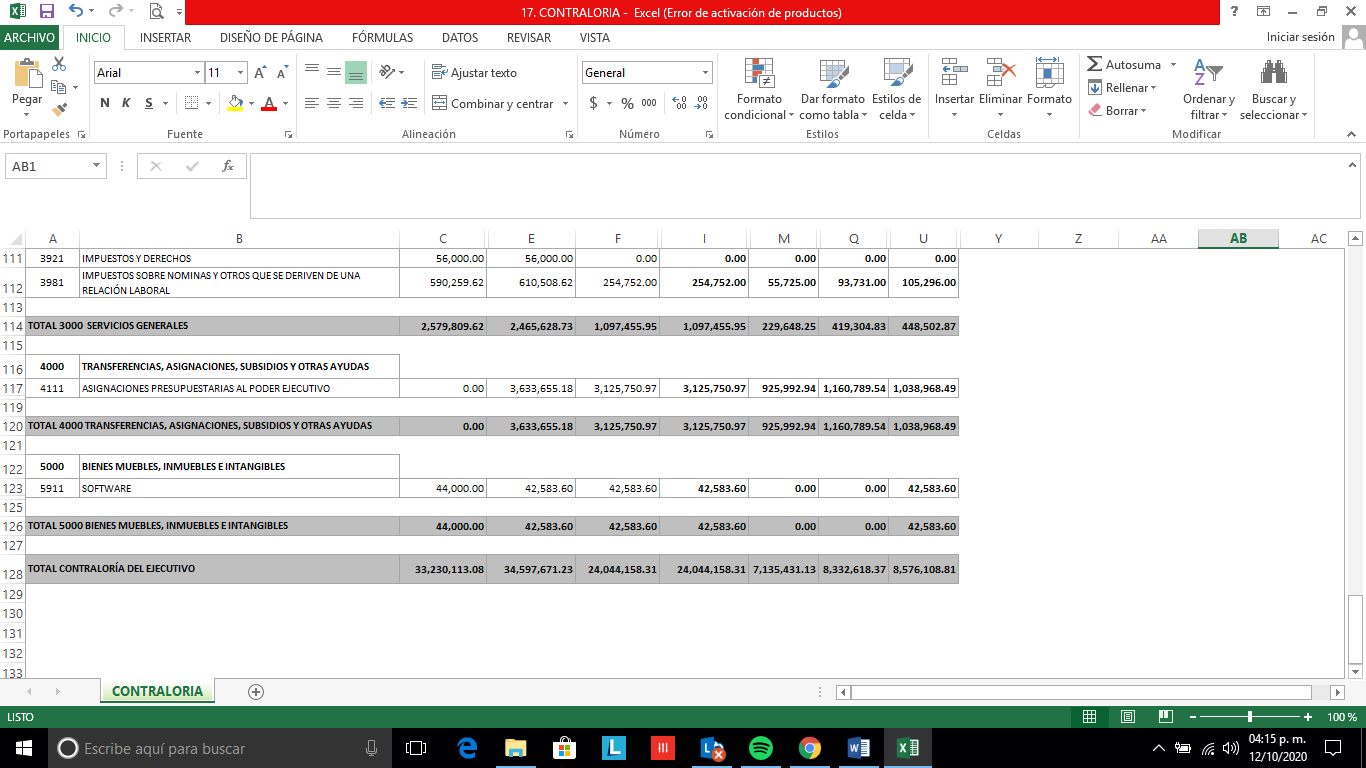 17. CONTRALORIA - Excel (Error de activación de productos)
ARCHIVO INICIO INSERTAR DISEÑO DE PÁGINA FÓRMULAS DATOS REVISAR VISTA Iniciar sesión
Pegar
Portapapeles
Arial 11
N K S
Fuente
Ajustar texto
Combinar y centrar
Alineación
General
$ % 000
Número
Formato condicional
Dar formato como tabla
Estilos de celda
Estilos
Insertar Eliminar Formato
Celdas
Autosuma
Rellenar
Borrar
Ordenar y filtrar
Buscar y seleccionar
Modificar
AB1
A B C E F I M Q U Y Z AA AB AC
111 3921 IMPUESTOS Y DERECHOS 56,000.00 56,000.00 0.00 0.00 0.00 0.00 0.00
112 3981 IMPUESTOS SOBRE NOMINAS Y OTROS QUE SE DERIVEN DE UNA RELACIÓN LABORAL 590,259.62 610,508.62 254,752.00 254,752.00 55,725.00 93,731.00 105,296.00
113
114 TOTAL 3000 SERVICIOS GENERALES 2,579,809.62 2,465,628.73 1,097,455.95 1,097,455.95 229,648.25 419,304.83 448,502.87
115
116 4000 TRANSFERENCIAS, ASIGNACIONES, SUBSIDIOS Y OTRAS AYUDAS
117 4111 ASIGNACIONES PRESUPUESTARIAS AL PODER EJECUTIVO 0.00 3,633,655.18 3,125,750.97 3,125,750.97 925,992.94 1,160,789.54 1,038,968.49
119
120 TOTAL 4000 TRANSFERENCIAS, ASIGNACIONES, SUBSIDIOS Y OTRAS AYUDAS 0.00 3,633,655.18 3,125,750.97 3,125,750.97 925,992.94 1,160,789.54 1,038,968.49
121
122 5000 BIENES MUEBLES, INMUEBLES E INTANGIBLES
123 5911 SOFTWARE 44,000.00 42,583.60 42,583.60 42,583.60 0.00 0.00 42,583.60
125
126 TOTAL 5000 BIENES MUEBLES, INMUEBLES E INTANGIBLES 44,000.00 42,583.60 42,583.60 42,583.60 0.00 0.00 42,583.60
127
128 TOTAL CONTRALORÍA DEL EJECUTIVO 33,230,113.08 34,597,671.23 24,044,158.31 24,044,158.31 7,135,431.13 8,332,618.37 8,576,108.81
129
130
131
132
133
CONTRALORIA
LISTO 100 %
Escribe aquí para buscar
04:15 p. m.
12/10/2020